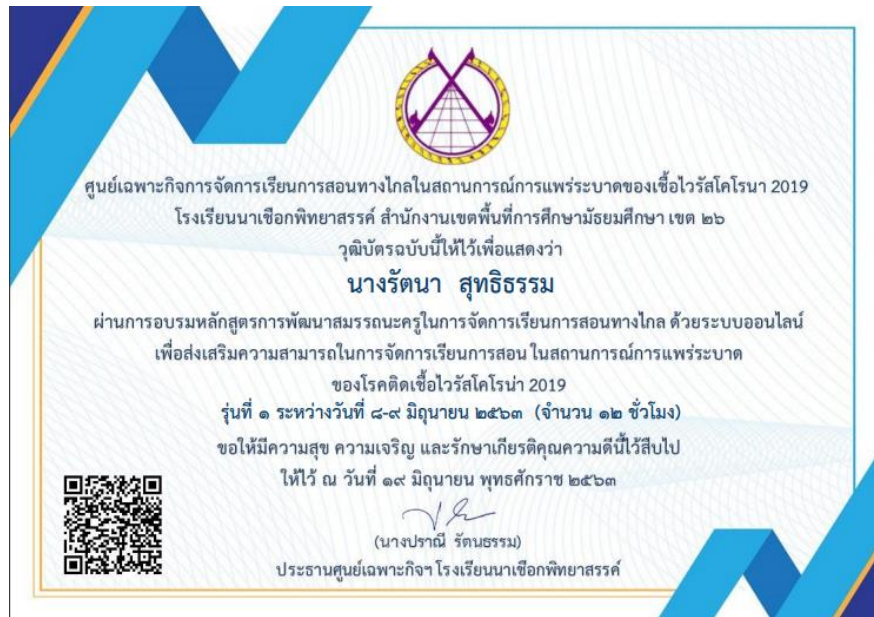 ศูนย์เฉพาะกิจการจัดการเรียนการสอนทางไกลในสถานการณ์การแพร่ระบาดของเชื้อไวรัสโคโรนา 2019
โรงเรียนนาเชือกพิทยาสรรค์ สำนักงานเขตพื้นที่การศึกษามัธยมศึกษา เขต ๒๖
วุฒิบัตรฉบับนี้ให้ไว้เพื่อแสดงว่า
นางรัตนา สุทธิธรรม
ผ่านการอบรมหลักสูตรการพัฒนาสมรรถนะครูในการจัดการเรียนการสอนทางไกล ด้วยระบบออนไลน์
เพื่อส่งเสริมความสามารถในการจัดการเรียนการสอน ในสถานการณ์การแพร่ระบาด
ของโรคติดเชื้อไวรัสโคโรน่า 2019
รุ่นที่ ๑ ระหว่างวันที่ ๘-๙ มิถุนายน ๒๕๖๓ (จำนวน ๑๒ ชั่วโมง)
ขอให้มีความสุข ความเจริญ และรักษาเกียรติคุณความดีนี้ไว้สืบไป
ให้ไว้ ณ วันที่ ๑๙ มิถุนายน พุทธศักราช ๒๕๖๓
(นางปราณี รัตนธรรม)
ประธานศูนย์เฉพาะกิจฯ โรงเรียนนาเชือกพิทยาสรรค์